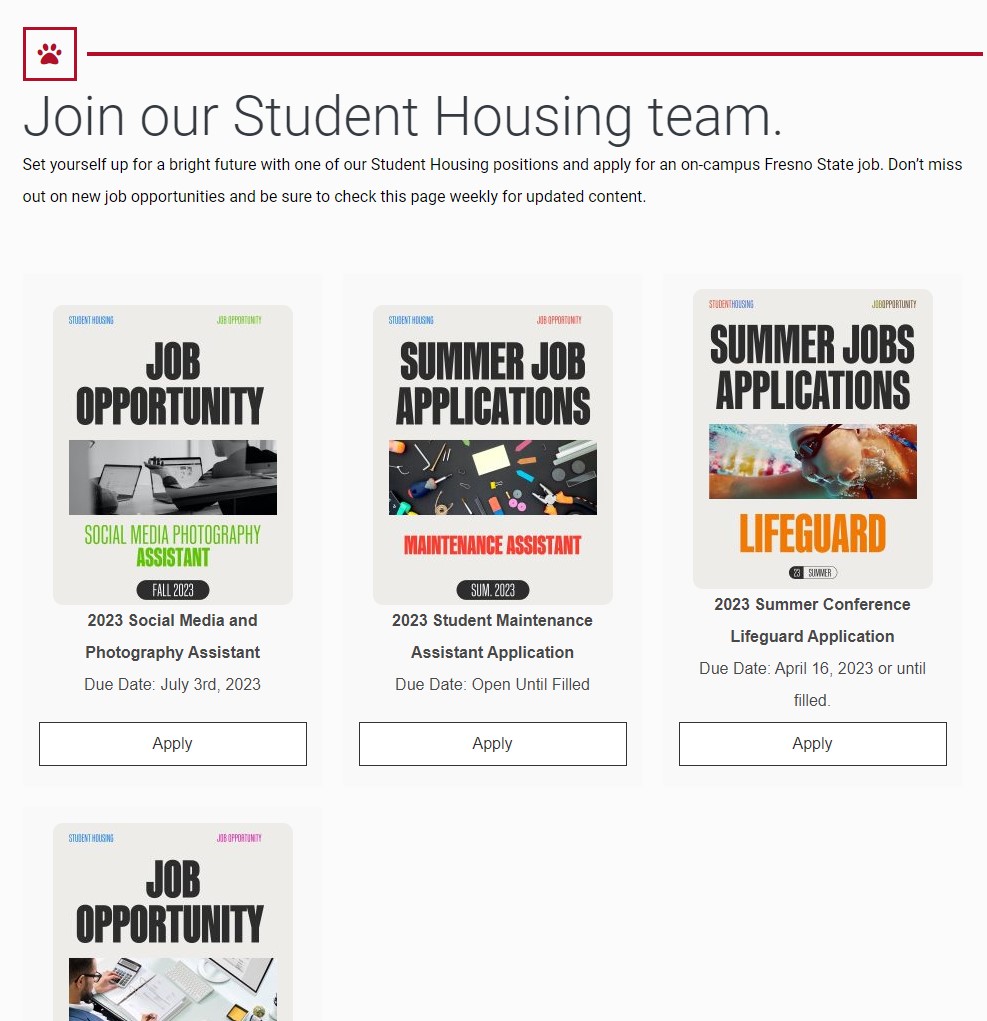 Join our Student Housing team.
Set yourself up for a bright future with one of our Student Housing positions and apply for an on-campus Fresno State job. Don’t miss
out on new job opportunities and be sure to check this page weekly for updated content.
STUDENT HOUSING
JOB OPPORTUNITY
JOB
OPPORTUNITY
SOCIAL MEDIA PHOTOGRAPHY
ASSISTANT
FALL 2023
2023 Social Media and
Photography Assistant
Due Date: July 3rd, 2023
Apply
STUDENT HOUSING
JOB OPPORTUNITY
SUMMER JOB
APPLICATIONS
MAINTENANCE ASSISTANT
SUM. 2023
2023 Student Maintenance
Assistant Application
Due Date: Open Until Filled
Apply
STUDENTHOUSING
JOBOPPORTUNITY
SUMMER JOBS
APPLICATIONS
LIFEGUARD
23 SUMMER
2023 Summer Conference
Lifeguard Application
Due Date: April 16, 2023 or until
filled.
Apply
STUDENT HOUSING
JOB OPPORTUNITY
JOB
OPPORTUNITY